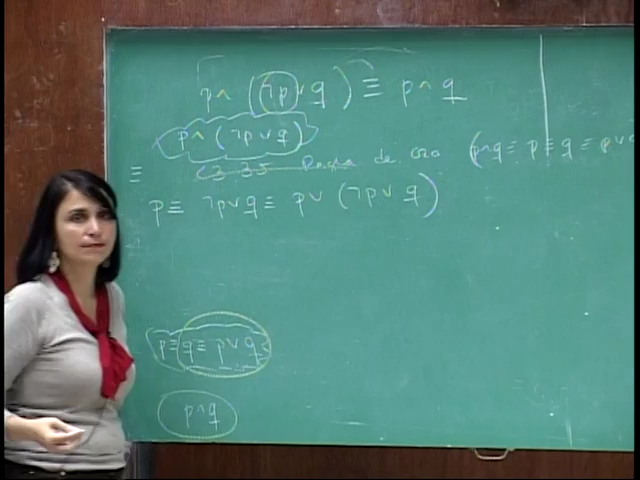 p ∧ (¬p ∨ q) ≡ p ∧ q
p ∧ (¬p ∨ q)
≡ <3.35 Regla de oro (p∧q ≡ p ≡ q ≡ p∨
p ≡ ¬p∨q ≡ p∨ (¬p∨ q)
p≡ q ≡ p∨q
p∧q